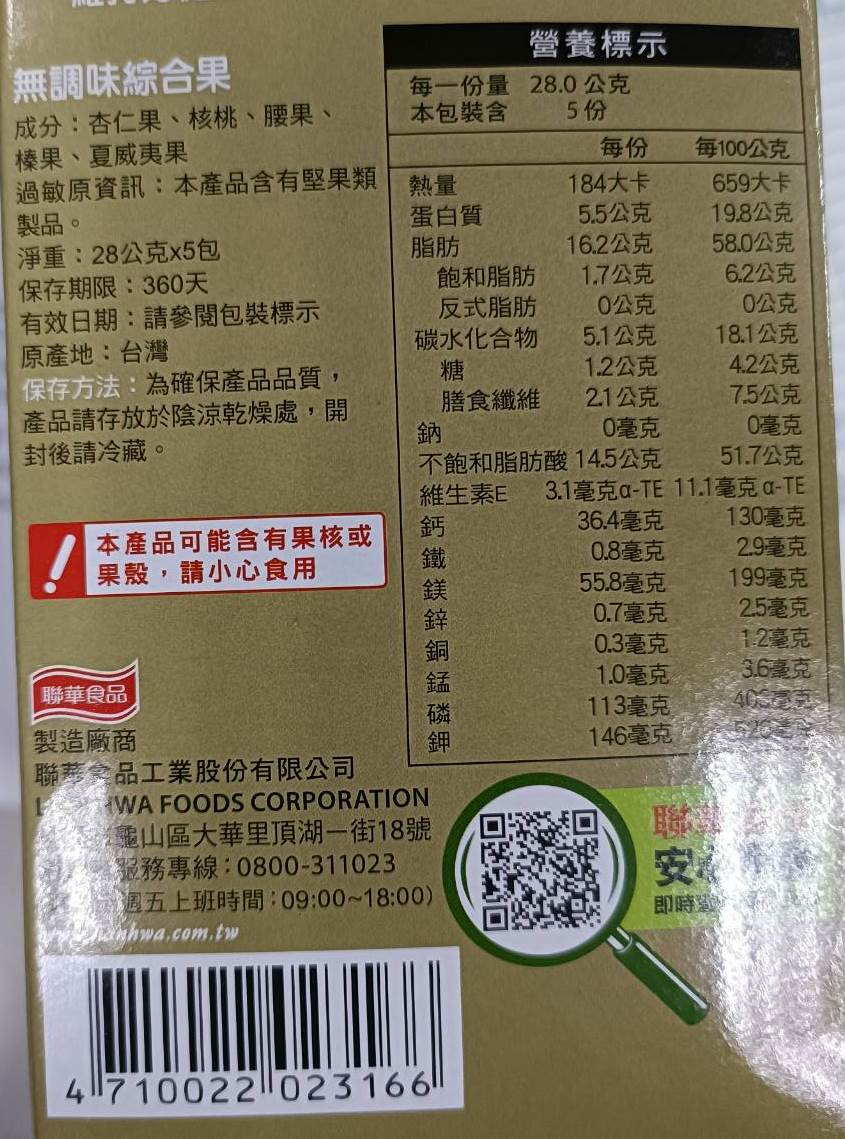 無調味綜合果
成分：杏仁果、核桃、腰果、
榛果、夏威夷果
過敏原資訊：本產品含有堅果類
製品。
淨重：28公克x5包
保存期限：360天
有效日期：請參閱包裝標示
原產地：台灣
保存方法：為確保產品品質，
產品請存放於陰涼乾燥處，開
封後請冷藏。
本產品可能含有果核或
果殼，請小心食用
聯華食品
製造廠商
聯華食品工業股份有限公司
HWA FOODS CORPORATION
龜山區大華里頂湖一街18號
服務專線：0800-311023
週五上班時間：09:00~18:00)
hwa.com.tw
4 710022 023166
營養標示
每一份量 28.0 公克
本包裝含 5份
每份 每100公克
熱量 184大卡 659大卡
蛋白質 5.5公克 19.8公克
脂肪 16.2公克 58.0公克
飽和脂肪 1.7公克 6.2公克
反式脂肪 0公克 0公克
碳水化合物 5.1公克 18.1公克
糖 1.2公克 4.2公克
膳食纖維 2.1公克 7.5公克
鈉 0毫克 0毫克
不飽和脂肪酸 14.5公克 51.7公克
維生素E 3.1毫克α-TE 11.1毫克α-TE
鈣 36.4毫克 130毫克
鐵 0.8毫克 2.9毫克
鎂 55.8毫克 199毫克
鋅 0.7毫克 2.5毫克
銅 0.3毫克 1.2毫克
錳 1.0毫克 3.6毫克
磷 113毫克
鉀 146毫克
聯
安
即時